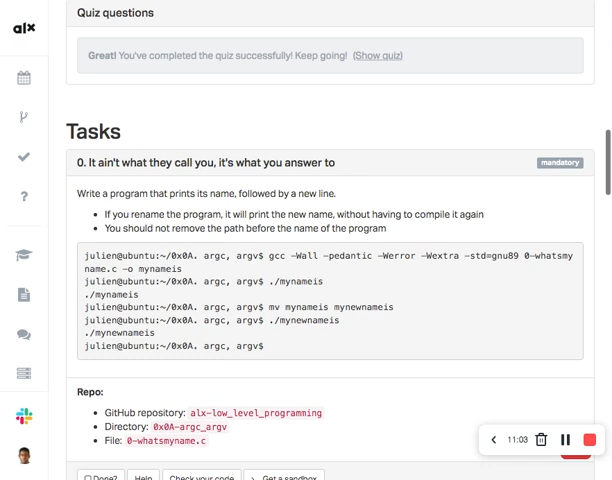 Quiz questions
alx
Great! You've completed the quiz successfully! Keep going! (Show quiz)
Tasks
0. It ain't what they call you, it's what you answer to
mandatory
Write a program that prints its name, followed by a new line.
• If you rename the program, it will print the new name, without having to compile it again
• You should not remove the path before the name of the program
julien@ubuntu:~/0x0A. argc, argv$ gcc -Wall -pedantic -Werror -Wextra -std=gnu89 0-whatsmy
name.c -o mynameis
julien@ubuntu:~/0x0A. argc, argv$ ./mynameis
./mynameis
julien@ubuntu:~/0x0A. argc, argv$ mv mynameis mynewnameis
julien@ubuntu:~/0x0A. argc, argv$ ./mynewnameis
./mynewnameis
julien@ubuntu:~/0x0A. argc, argv$
Repo:
• GitHub repository: alx-low_level_programming
• Directory: 0x0A-argc_argv
• File: 0-whatsmyname.c
11:03
Done?
Help
Check your code
> Get a sandbox